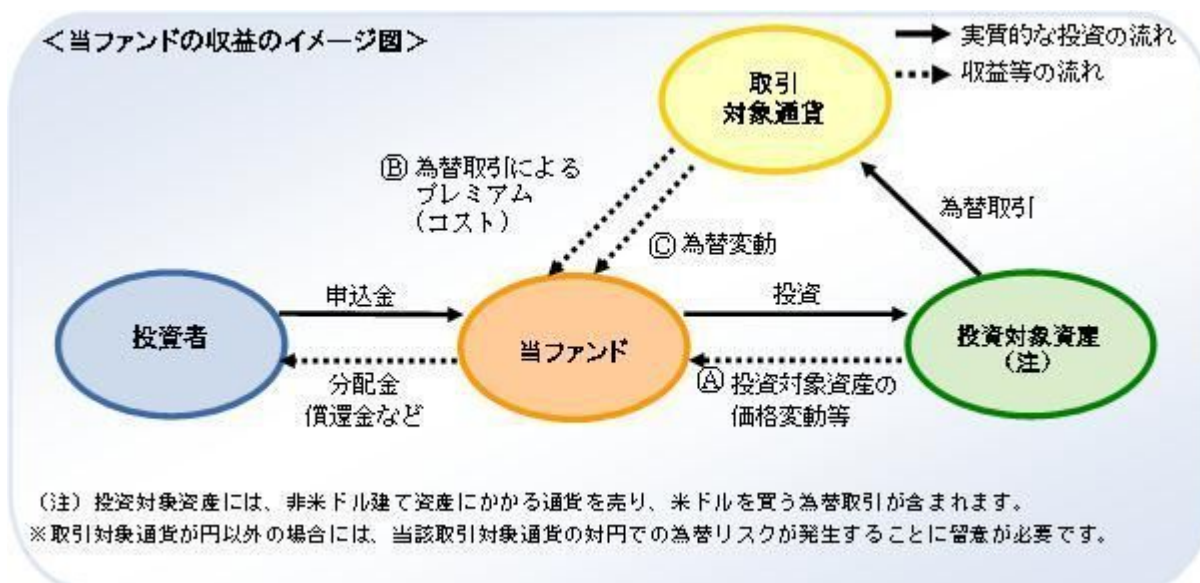 <当ファンドの収益のイメージ図>
実質的な投資の流れ
収益等の流れ
取引
対象通貨
Ⓑ 為替取引による
プレミアム
(コスト)
為替取引
Ⓒ 為替変動
申込金
投資
投資者
当ファンド
投資対象資産
(注)
分配金
償還金など
Ⓐ 投資対象資産の
価格変動等
(注)投資対象資産には、非米ドル建て資産にかかる通貨を売り、米ドルを買う為替取引が含まれます。
※取引対象通貨が円以外の場合には、当該取引対象通貨の対円での為替リスクが発生することに留意が必要です。